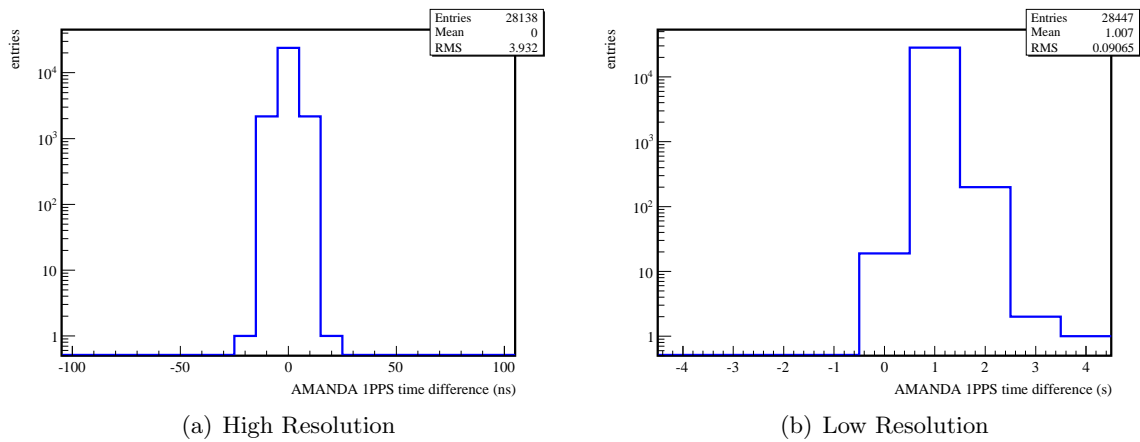 Entries 28138
Mean 0
RMS 3.932
entries
10^4
10^3
10^2
10
1
-100 -50 0 50 100
AMANDA 1PPS time difference (ns)
(a) High Resolution
Entries 28447
Mean 1.007
RMS 0.09065
entries
10^4
10^3
10^2
10
1
-4 -3 -2 -1 0 1 2 3 4
AMANDA 1PPS time difference (s)
(b) Low Resolution